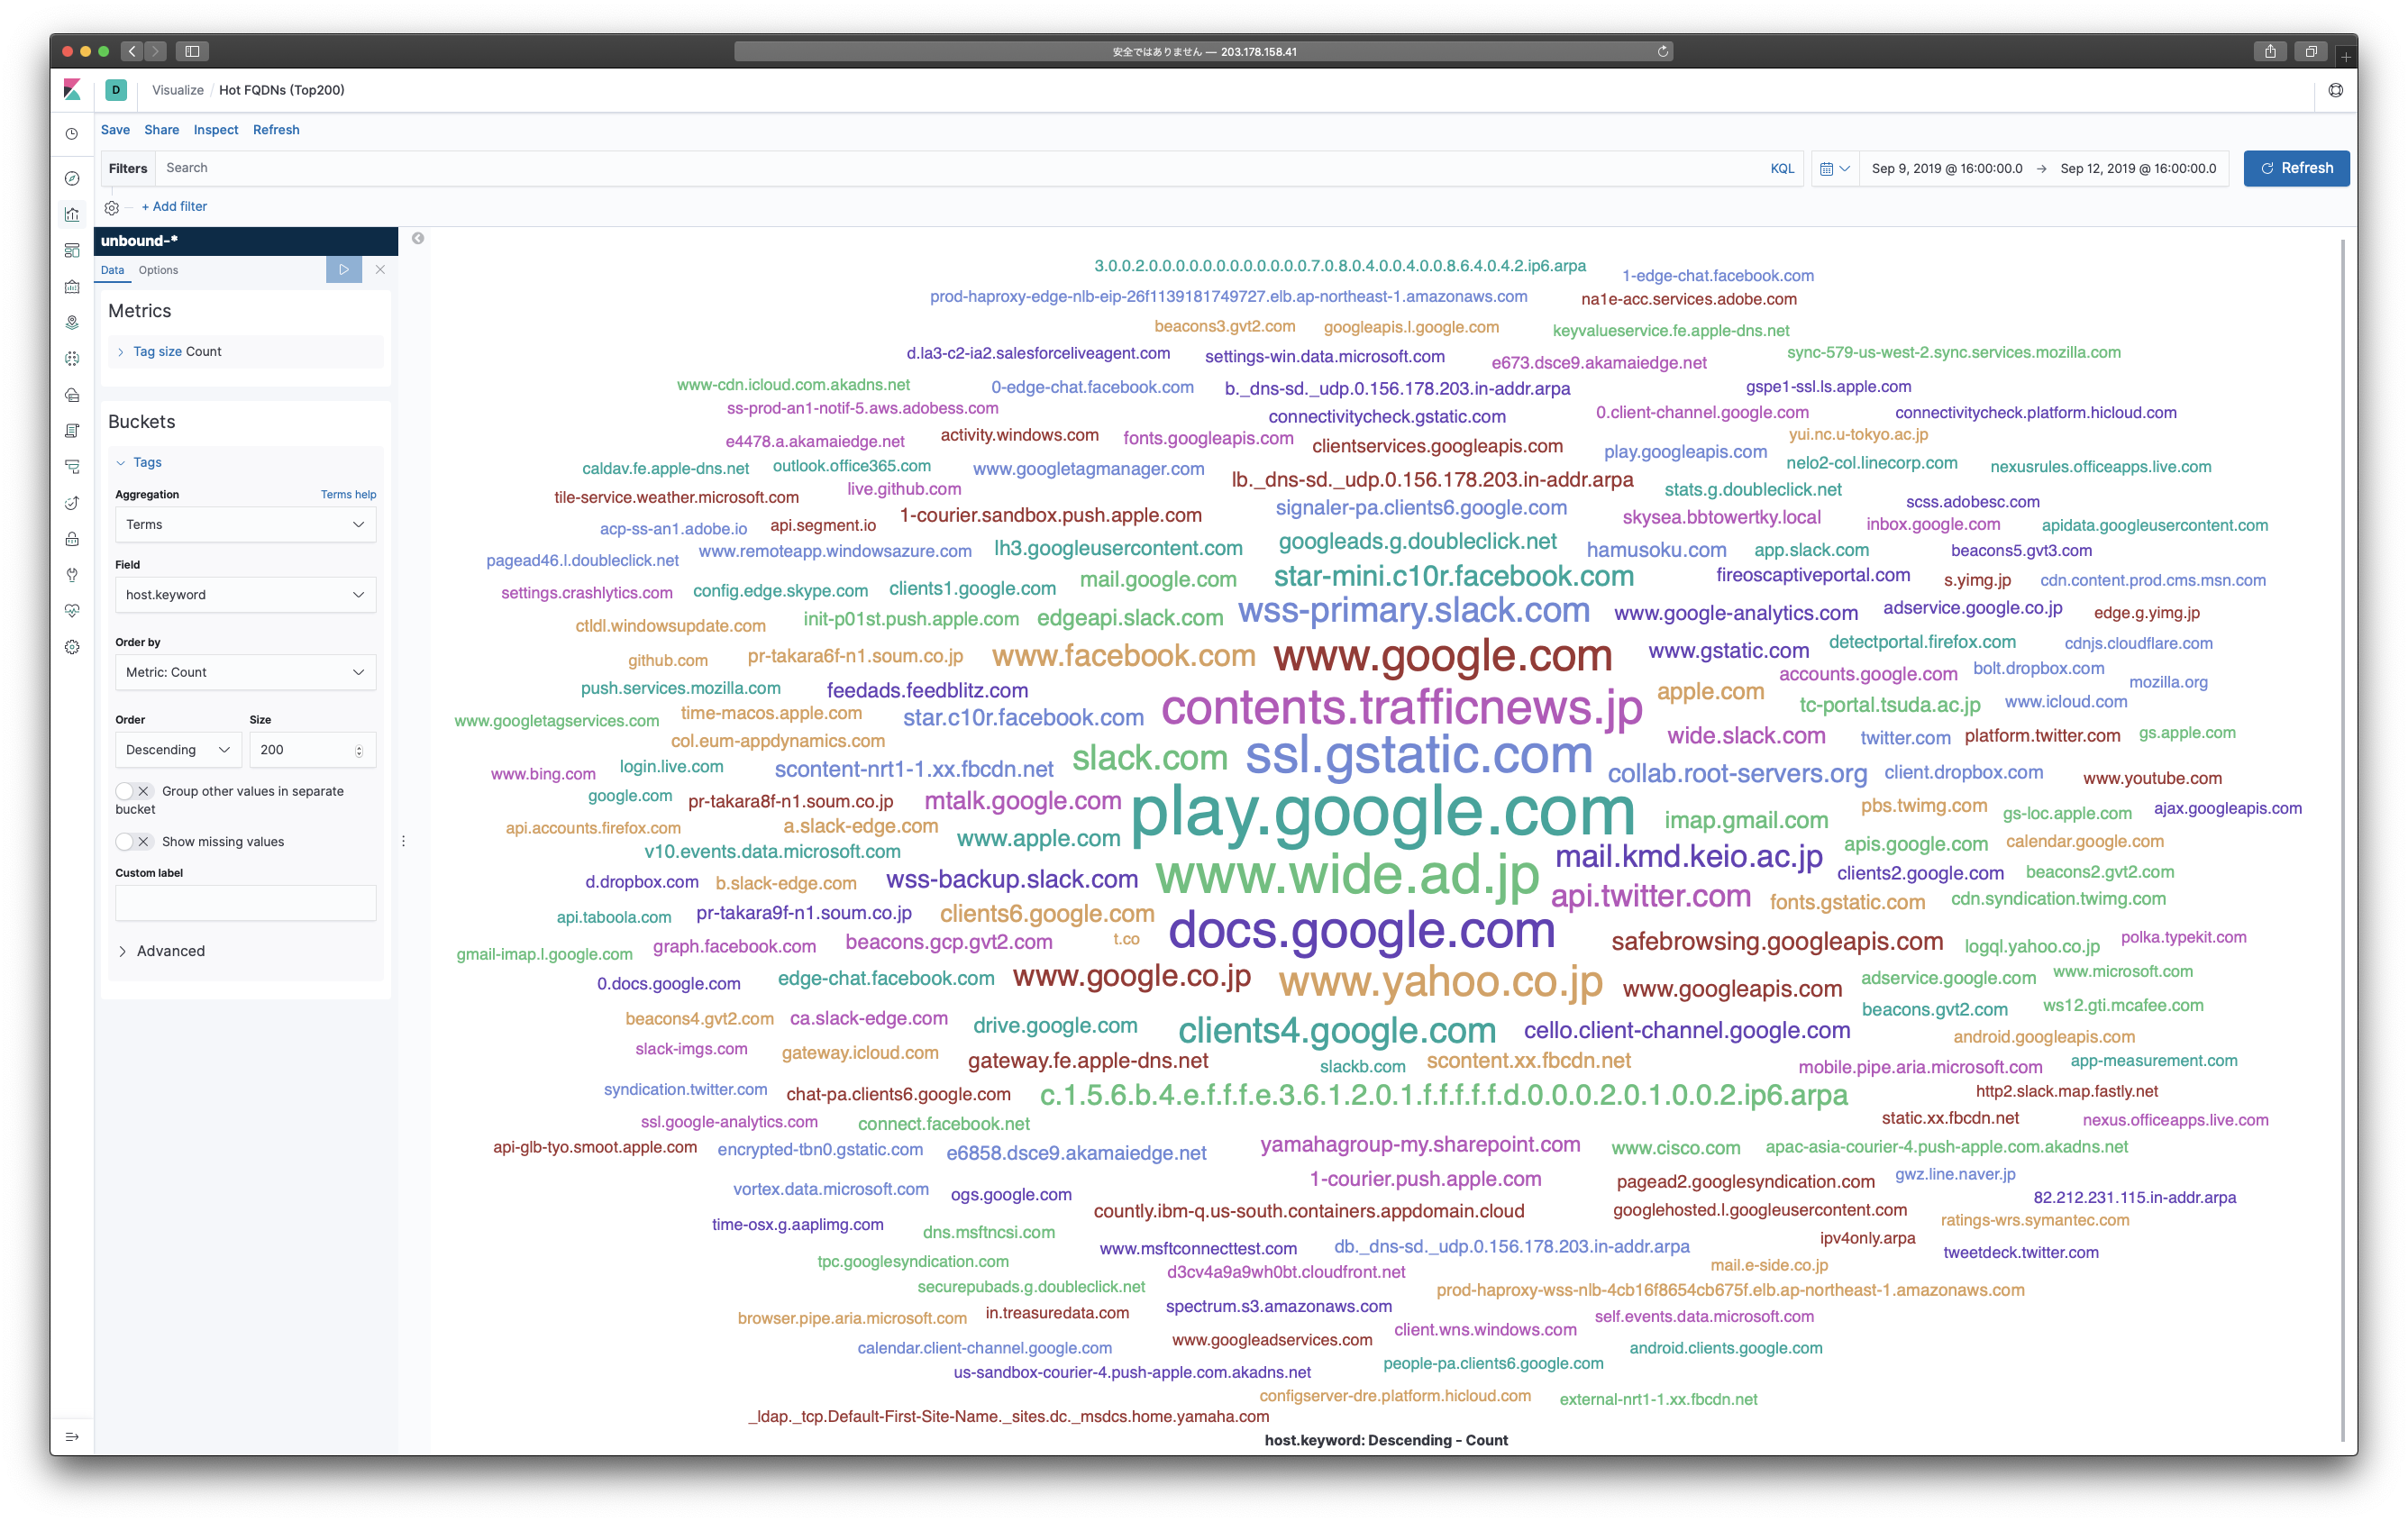 安全ではありません — 203.178.158.41
D Visualize / Hot FQDNs (Top200)
Save Share Inspect Refresh
Filters Search KQL Sep 9, 2019 @ 16:00:00.0 → Sep 12, 2019 @ 16:00:00.0 Refresh
+ Add filter
unbound-*
Data Options
Metrics
Tag size Count
Buckets
Tags
Aggregation Terms help
Terms
Field
host.keyword
Order by
Metric: Count
Order Size
Descending 200
Group other values in separate
bucket
Show missing values
Custom label
Advanced
3.0.0.2.0.0.0.0.0.0.0.0.0.0.0.0.7.0.8.0.4.0.0.4.0.0.8.6.4.0.4.2.ip6.arpa
1-edge-chat.facebook.com
prod-haproxy-edge-nlb-eip-26f1139181749727.elb.ap-northeast-1.amazonaws.com
na1e-acc.services.adobe.com
beacons3.gvt2.com
googleapis.l.google.com
keyvalueservice.fe.apple-dns.net
d.la3-c2-ia2.salesforceliveagent.com
settings-win.data.microsoft.com
e673.dsce9.akamaiedge.net
sync-579-us-west-2.sync.services.mozilla.com
www-cdn.icloud.com.akadns.net
0-edge-chat.facebook.com
b._dns-sd._udp.0.156.178.203.in-addr.arpa
gspe1-ssl.ls.apple.com
ss-prod-an1-notif-5.aws.adobess.com
connectivitycheck.gstatic.com
0.client-channel.google.com
connectivitycheck.platform.hicloud.com
e4478.a.akamaiedge.net
activity.windows.com
fonts.googleapis.com
clientservices.googleapis.com
play.googleapis.com
yui.nc.u-tokyo.ac.jp
caldav.fe.apple-dns.net
outlook.office365.com
www.googletagmanager.com
lb._dns-sd._udp.0.156.178.203.in-addr.arpa
nelo2-col.linecorp.com
nexusrules.officeapps.live.com
tile-service.weather.microsoft.com
live.github.com
stats.g.doubleclick.net
scss.adobesc.com
acp-ss-an1.adobe.io
api.segment.io
1-courier.sandbox.push.apple.com
signaler-pa.clients6.google.com
skysea.bbtowertky.local
inbox.google.com
apidata.googleusercontent.com
pagead46.l.doubleclick.net
www.remoteapp.windowsazure.com
lh3.googleusercontent.com
googleads.g.doubleclick.net
hamusoku.com
app.slack.com
beacons5.gvt3.com
settings.crashlytics.com
config.edge.skype.com
clients1.google.com
mail.google.com
star-mini.c10r.facebook.com
fireoscaptiveportal.com
s.yimg.jp
cdn.content.prod.cms.msn.com
ctldl.windowsupdate.com
init-p01st.push.apple.com
edgeapi.slack.com
wss-primary.slack.com
www.google-analytics.com
adservice.google.co.jp
edge.g.yimg.jp
github.com
pr-takara6f-n1.soum.co.jp
www.facebook.com
www.google.com
www.gstatic.com
detectportal.firefox.com
cdnjs.cloudflare.com
push.services.mozilla.com
feedads.feedblitz.com
accounts.google.com
bolt.dropbox.com
mozilla.org
www.googletagservices.com
time-macos.apple.com
star.c10r.facebook.com
contents.trafficnews.jp
apple.com
tc-portal.tsuda.ac.jp
www.icloud.com
col.eum-appdynamics.com
slack.com
ssl.gstatic.com
wide.slack.com
twitter.com
platform.twitter.com
gs.apple.com
www.bing.com
login.live.com
scontent-nrt1-1.xx.fbcdn.net
collab.root-servers.org
client.dropbox.com
www.youtube.com
google.com
pr-takara8f-n1.soum.co.jp
mtalk.google.com
play.google.com
imap.gmail.com
pbs.twimg.com
gs-loc.apple.com
ajax.googleapis.com
api.accounts.firefox.com
a.slack-edge.com
www.apple.com
apis.google.com
calendar.google.com
v10.events.data.microsoft.com
mail.kmd.keio.ac.jp
clients2.google.com
beacons2.gvt2.com
d.dropbox.com
b.slack-edge.com
wss-backup.slack.com
www.wide.ad.jp
api.twitter.com
fonts.gstatic.com
cdn.syndication.twimg.com
api.taboola.com
pr-takara9f-n1.soum.co.jp
clients6.google.com
docs.google.com
gmail-imap.l.google.com
graph.facebook.com
beacons.gcp.gvt2.com
t.co
safebrowsing.googleapis.com
logql.yahoo.co.jp
polka.typekit.com
0.docs.google.com
edge-chat.facebook.com
www.google.co.jp
www.yahoo.co.jp
www.googleapis.com
adservice.google.com
www.microsoft.com
beacons4.gvt2.com
ca.slack-edge.com
drive.google.com
clients4.google.com
cello.client-channel.google.com
beacons.gvt2.com
ws12.gti.mcafee.com
slack-imgs.com
gateway.icloud.com
gateway.fe.apple-dns.net
slackb.com
scontent.xx.fbcdn.net
android.googleapis.com
mobile.pipe.aria.microsoft.com
app-measurement.com
syndication.twitter.com
chat-pa.clients6.google.com
c.1.5.6.b.4.e.f.f.f.e.3.6.1.2.0.1.f.f.f.f.f.d.0.0.0.2.0.1.0.0.2.ip6.arpa
http2.slack.map.fastly.net
ssl.google-analytics.com
connect.facebook.net
static.xx.fbcdn.net
nexus.officeapps.live.com
api-glb-tyo.smoot.apple.com
encrypted-tbn0.gstatic.com
e6858.dsce9.akamaiedge.net
yamahagroup-my.sharepoint.com
www.cisco.com
apac-asia-courier-4.push-apple.com.akadns.net
vortex.data.microsoft.com
ogs.google.com
1-courier.push.apple.com
pagead2.googlesyndication.com
gwz.line.naver.jp
82.212.231.115.in-addr.arpa
time-osx.g.aaplimg.com
dns.msftncsi.com
countly.ibm-q.us-south.containers.appdomain.cloud
googlehosted.l.googleusercontent.com
ratings-wrs.symantec.com
tpc.googlesyndication.com
www.msftconnecttest.com
db._dns-sd._udp.0.156.178.203.in-addr.arpa
ipv4only.arpa
tweetdeck.twitter.com
securepubads.g.doubleclick.net
d3cv4a9a9wh0bt.cloudfront.net
mail.e-side.co.jp
prod-haproxy-wss-nlb-4cb16f8654cb675f.elb.ap-northeast-1.amazonaws.com
browser.pipe.aria.microsoft.com
in.treasuredata.com
spectrum.s3.amazonaws.com
self.events.data.microsoft.com
calendar.client-channel.google.com
www.googleadservices.com
client.wns.windows.com
android.clients.google.com
us-sandbox-courier-4.push-apple.com.akadns.net
people-pa.clients6.google.com
configserver-dre.platform.hicloud.com
external-nrt1-1.xx.fbcdn.net
_ldap._tcp.Default-First-Site-Name._sites.dc._msdcs.home.yamaha.com
host.keyword: Descending - Count